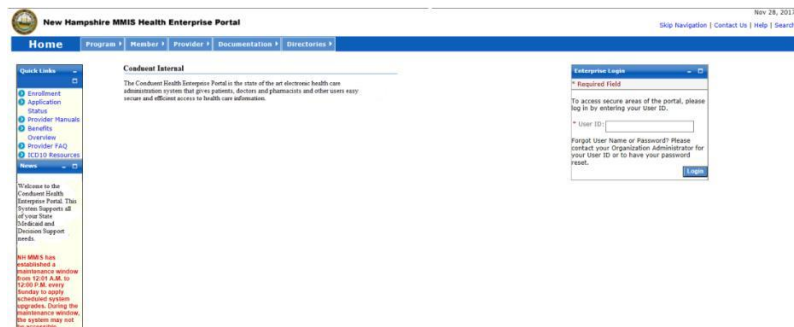 Nov 28, 2017
New Hampshire MMIS Health Enterprise Portal
Skip Navigation | Contact Us | Help | Search
Home Program Member Provider Documentation Directories
Quick Links
Enrollment
Application
Status
Provider Manuals
Benefits
Overview
Provider FAQ
ICD10 Resources
News
Welcome to the
Conduent Health
Enterprise Portal. This
System Supports all
of your State
Medicaid and
Decision Support
needs.
NH MMIS has
established a
maintenance window
from 12:01 A.M. to
12:00 P.M. every
Sunday to apply
scheduled system
upgrades. During the
maintenance window,
the system may not
be accessible
Conduent Internal
The Conduent Health Enterprise Portal is the state of the art electronic health care
administration system that gives patients, doctors and pharmacists and other users easy
secure and efficient access to health care information.
Enterprise Login
* Required Field
To access secure areas of the portal, please
log in by entering your User ID.
* User ID:
Forgot User Name or Password? Please
contact your Organization Administrator for
your User ID or to have your password
reset.
Login